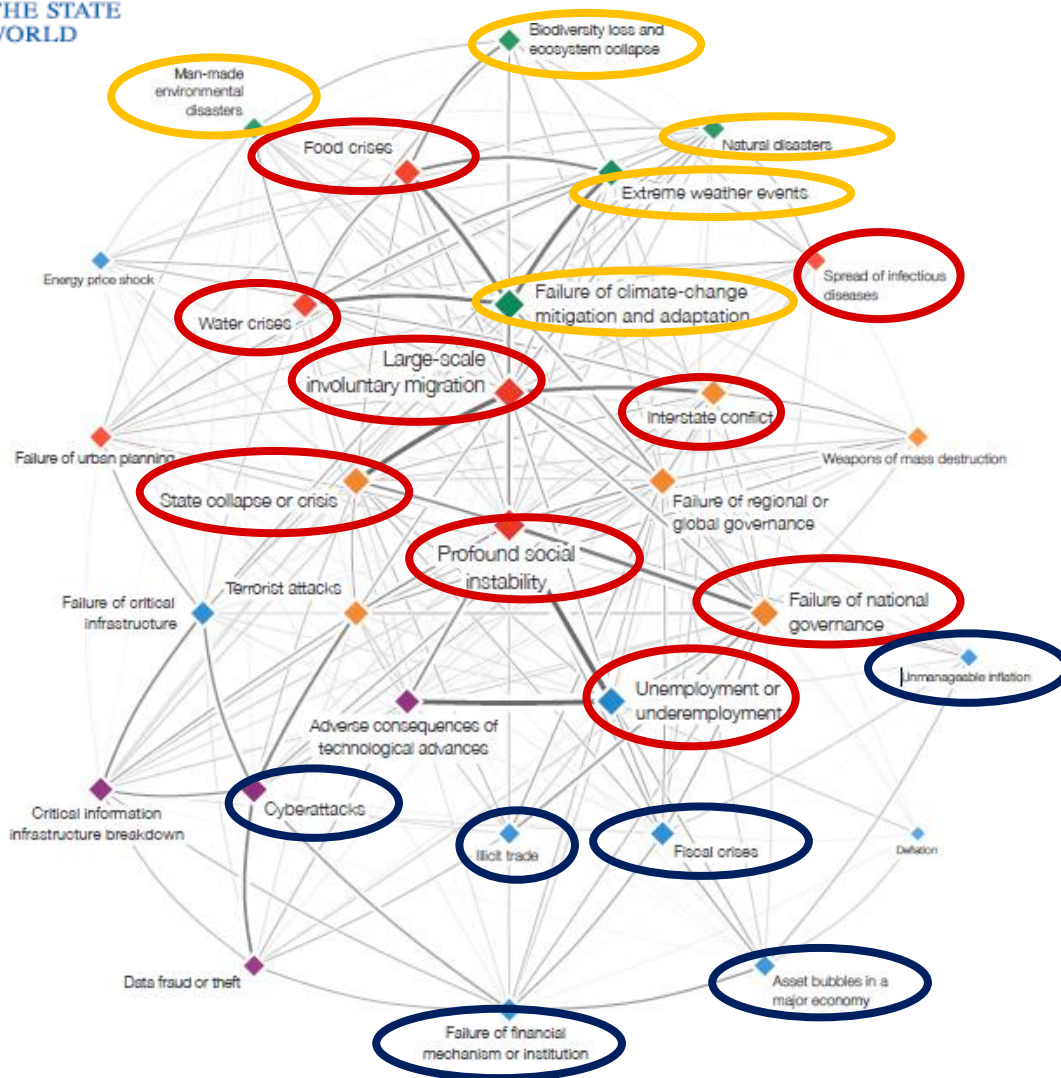 THE STATE
WORLD
Biodiversity loss and
ecosystem collapse
Man-made
environmental
disasters
Food crises
Natural disasters
Extreme weather events
Energy price shock
Spread of infectious
diseases
Water crises
Failure of climate-change
mitigation and adaptation
Large-scale
involuntary migration
Interstate conflict
Failure of urban planning
Weapons of mass destruction
State collapse or crisis
Failure of regional or
global governance
Profound social
instability
Terrorist attacks
Failure of critical
infrastructure
Failure of national
governance
Unmanageable inflation
Unemployment or
underemployment
Adverse consequences of
technological advances
Critical information
infrastructure breakdown
Cyberattacks
Illicit trade
Fiscal crises
Deflation
Data fraud or theft
Asset bubbles in a
major economy
Failure of financial
mechanism or institution